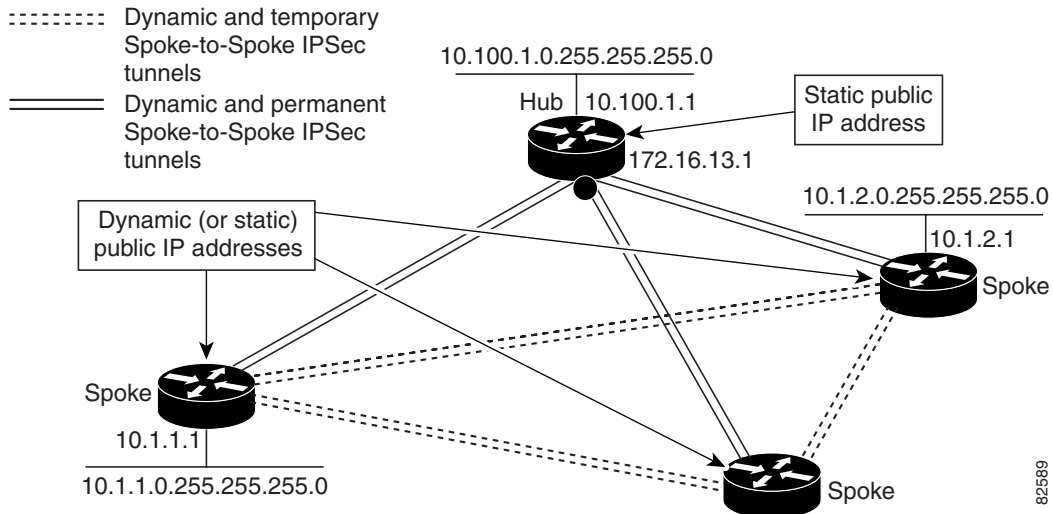 Dynamic and temporary
Spoke-to-Spoke IPSec
tunnels
Dynamic and permanent
Spoke-to-Spoke IPSec
tunnels
10.100.1.0.255.255.255.0
Hub
10.100.1.1
Static public
IP address
172.16.13.1
10.1.2.0.255.255.255.0
10.1.2.1
Spoke
Dynamic (or static)
public IP addresses
Spoke
10.1.1.1
10.1.1.0.255.255.255.0
Spoke
82589